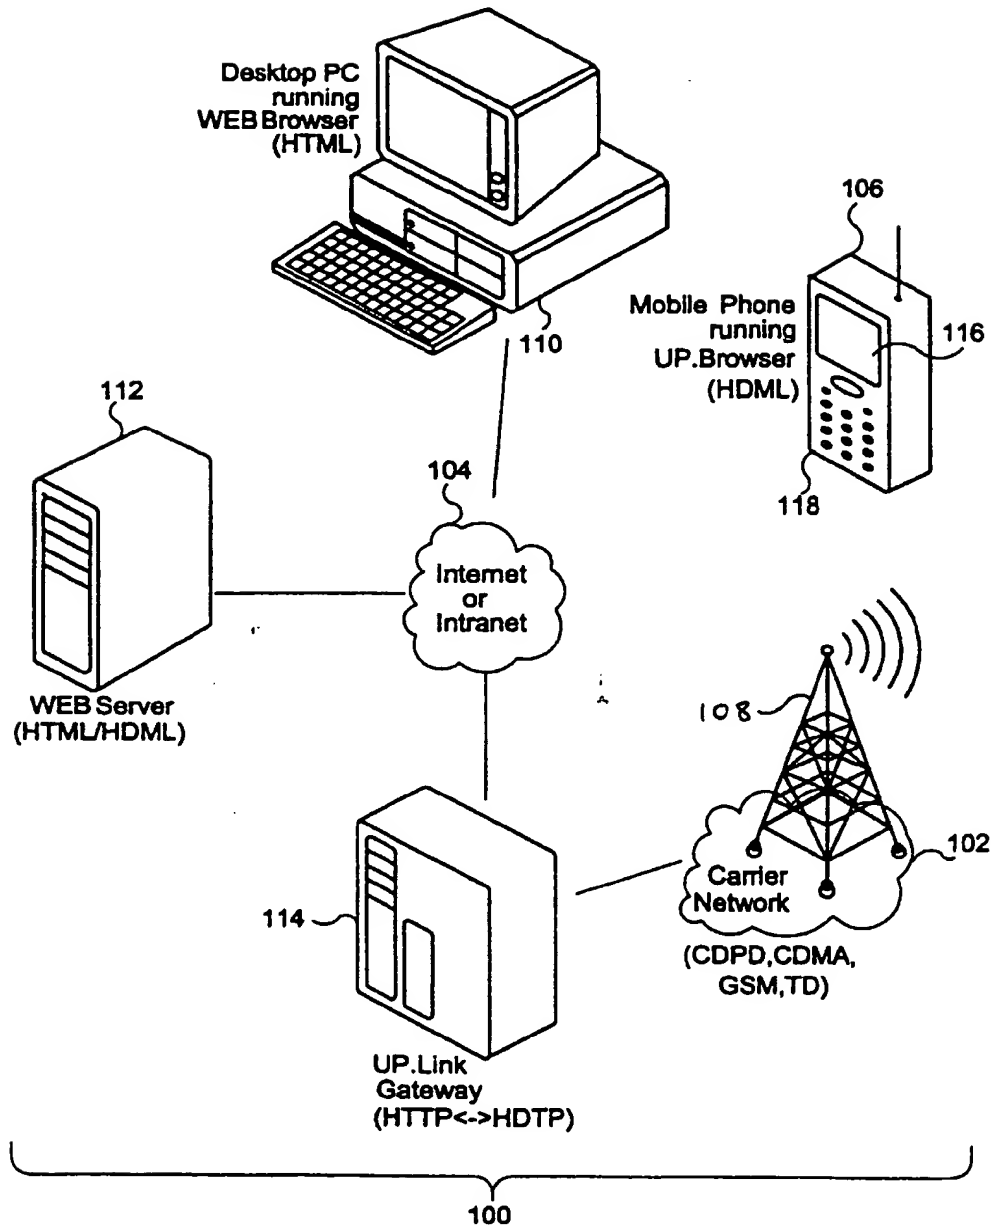 Desktop PC
running
WEB Browser
(HTML)
110
106
Mobile Phone
running
UP.Browser
(HDML)
116
118
112
WEB Server
(HTML/HDML)
104
Internet
or
Intranet
108
102
Carrier
Network
(CDPD,CDMA,
GSM,TD)
114
UP.Link
Gateway
(HTTP<->HDTP)
100